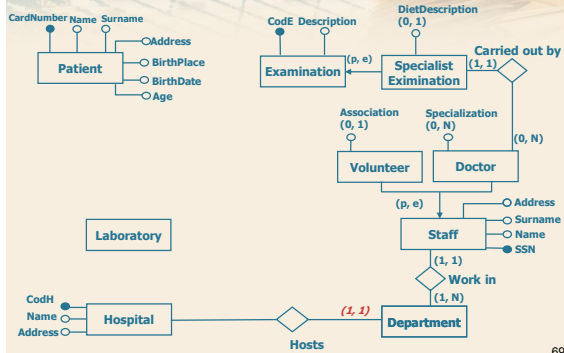 CardNumber Name Surname
Address
BirthPlace
BirthDate
Age
Patient
CodE Description
Examination
(p, e)
DietDescription
(0, 1)
Specialist
Eximination
Carried out by
(1, 1)
(0, N)
Association
(0, 1)
Specialization
(0, N)
Volunteer
Doctor
(p, e)
Address
Surname
Name
SSN
Staff
Laboratory
(1, 1)
Work in
(1, N)
CodH
Name
Address
Hospital
(1, 1)
Department
Hosts
69